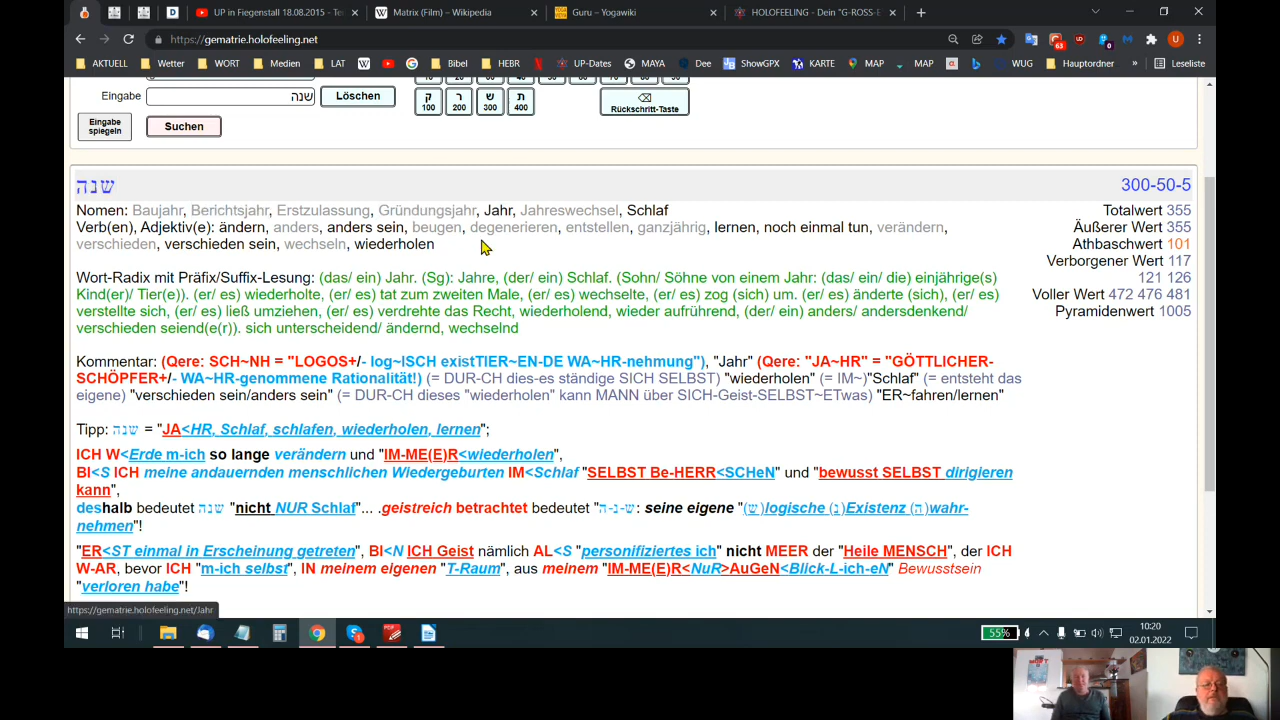 UP in Fiegenstall 18.08.2015 - Te
Matrix (Film) – Wikipedia
Guru – Yogawiki
HOLOFEELING - Dein "G-ROSS-E
https://gematrie.holofeeling.net
63
0
U
AKTUELL
Wetter
WORT
Medien
LAT
Bibel
HEBR
UP-Dates
MAYA
Dee
ShowGPX
KARTE
MAP
MAP
WUG
Hauptordner
»
Leseliste
Eingabe
שנה
Löschen
ק
100
ר
200
ש
300
ת
400
Rückschritt-Taste
Eingabe
spiegeln
Suchen
שנה
300-50-5
Nomen: Baujahr, Berichtsjahr, Erstzulassung, Gründungsjahr, Jahr, Jahreswechsel, Schlaf
Verb(en), Adjektiv(e): ändern, anders, anders sein, beugen, degenerieren, entstellen, ganzjährig, lernen, noch einmal tun, verändern,
verschieden, verschieden sein, wechseln, wiederholen
Totalwert 355
Äußerer Wert 355
Athbaschwert 101
Verborgener Wert 117
121 126
Voller Wert 472 476 481
Pyramidenwert 1005
Wort-Radix mit Präfix/Suffix-Lesung: (das/ ein) Jahr. (Sg): Jahre, (der/ ein) Schlaf. (Sohn/ Söhne von einem Jahr: (das/ ein/ die) einjährige(s)
Kind(er)/ Tier(e)). (er/ es) wiederholte, (er/ es) tat zum zweiten Male, (er/ es) wechselte, (er/ es) zog (sich) um. (er/ es) änderte (sich), (er/ es)
verstellte sich, (er/ es) ließ umziehen, (er/ es) verdrehte das Recht, wiederholend, wieder aufrührend, (der/ ein) anders/ andersdenkend/
verschieden seiend(e(r)). sich unterscheidend/ ändernd, wechselnd
Kommentar: (Qere: SCH~NH = "LOGOS+/- log~ISCH existTIER~EN-DE WA~HR-nehmung"), "Jahr" (Qere: "JA~HR" = "GÖTTLICHER-
SCHÖPFER+/- WA~HR-genommene Rationalität!) (= DUR-CH dies-es ständige SICH SELBST) "wiederholen" (= IM~)"Schlaf" (= entsteht das
eigene) "verschieden sein/anders sein" (= DUR-CH dieses "wiederholen" kann MANN über SICH-Geist-SELBST~ETwas) "ER~fahren/lernen"
Tipp: שנה = "JA<HR, Schlaf, schlafen, wiederholen, lernen";
ICH W<Erde m-ich so lange verändern und "IM-ME(E)R<wiederholen",
BI<S ICH meine andauernden menschlichen Wiedergeburten IM<Schlaf "SELBST Be-HERR<SCHeN" und "bewusst SELBST dirigieren
kann",
deshalb bedeutet שנה "nicht NUR Schlaf"... .geistreich betrachtet bedeutet "ש-נ-ה: seine eigene "(ש)logische (נ)Existenz (ה)wahr-
nehmen"!
"ER<ST einmal in Erscheinung getreten", BI<N ICH Geist nämlich AL<S "personifiziertes ich" nicht MEER der "Heile MENSCH", der ICH
W-AR, bevor ICH "m-ich selbst", IN meinem eigenen "T-Raum", aus meinem "IM-ME(E)R<NuR>AuGeN<Blick-L-ich-eN" Bewusstsein
"verloren habe"!
https://gematrie.holofeeling.net/Jahr
55%
10:20
02.01.2022